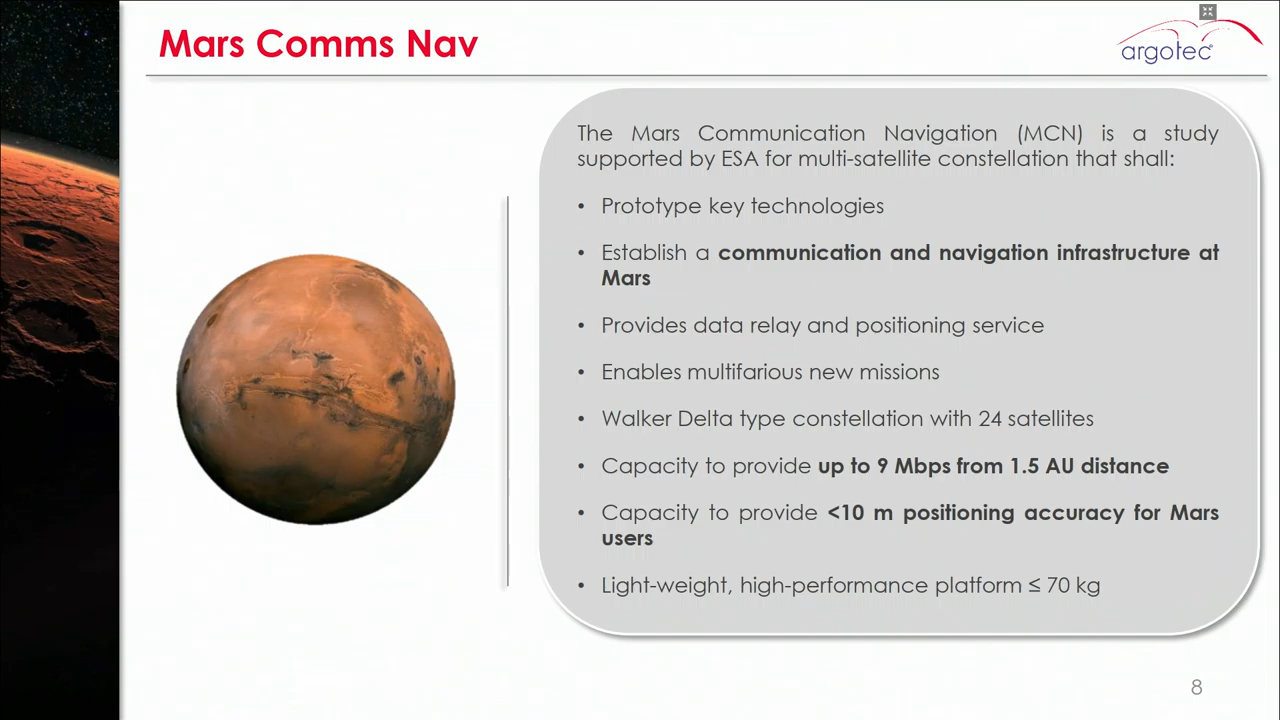 Mars Comms Nav
argotec
The Mars Communication Navigation (MCN) is a study
supported by ESA for multi-satellite constellation that shall:
• Prototype key technologies
• Establish a communication and navigation infrastructure at
Mars
• Provides data relay and positioning service
• Enables multifarious new missions
• Walker Delta type constellation with 24 satellites
• Capacity to provide up to 9 Mbps from 1.5 AU distance
• Capacity to provide <10 m positioning accuracy for Mars
users
• Light-weight, high-performance platform ≤ 70 kg
8